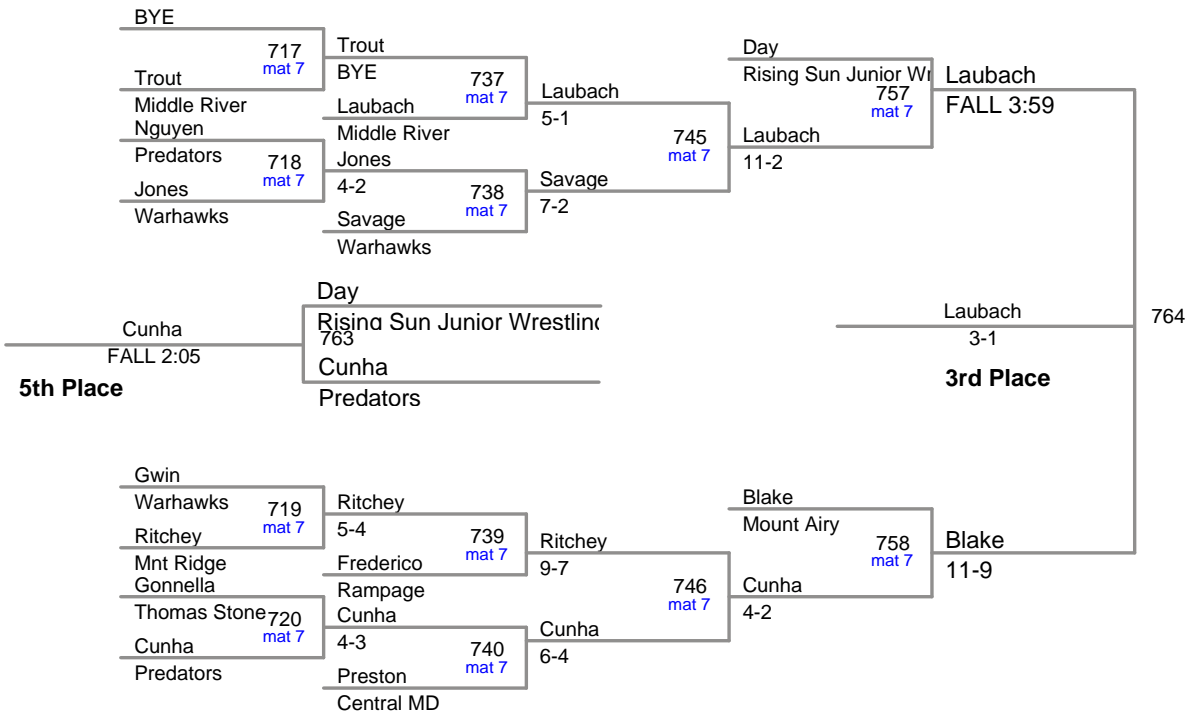 BYE
717
mat 7
Trout
Middle River
Trout
BYE
737
mat 7
Laubach
Middle River
Nguyen
Predators
718
mat 7
Jones
Warhawks
Jones
4-2
738
mat 7
Savage
Warhawks
Laubach
5-1
745
mat 7
Savage
7-2
Day
Rising Sun Junior Wr
757
mat 7
Laubach
11-2
Laubach
FALL 3:59
Day
Rising Sun Junior Wrestling
763
Cunha
Predators
Cunha
FALL 2:05
5th Place
Laubach
3-1
3rd Place
764
Gwin
Warhawks
719
mat 7
Ritchey
Mnt Ridge
Ritchey
5-4
739
mat 7
Frederico
Rampage
Gonnella
Thomas Stone
720
mat 7
Cunha
Predators
Cunha
4-3
740
mat 7
Preston
Central MD
Ritchey
9-7
746
mat 7
Cunha
6-4
Blake
Mount Airy
758
mat 7
Cunha
4-2
Blake
11-9